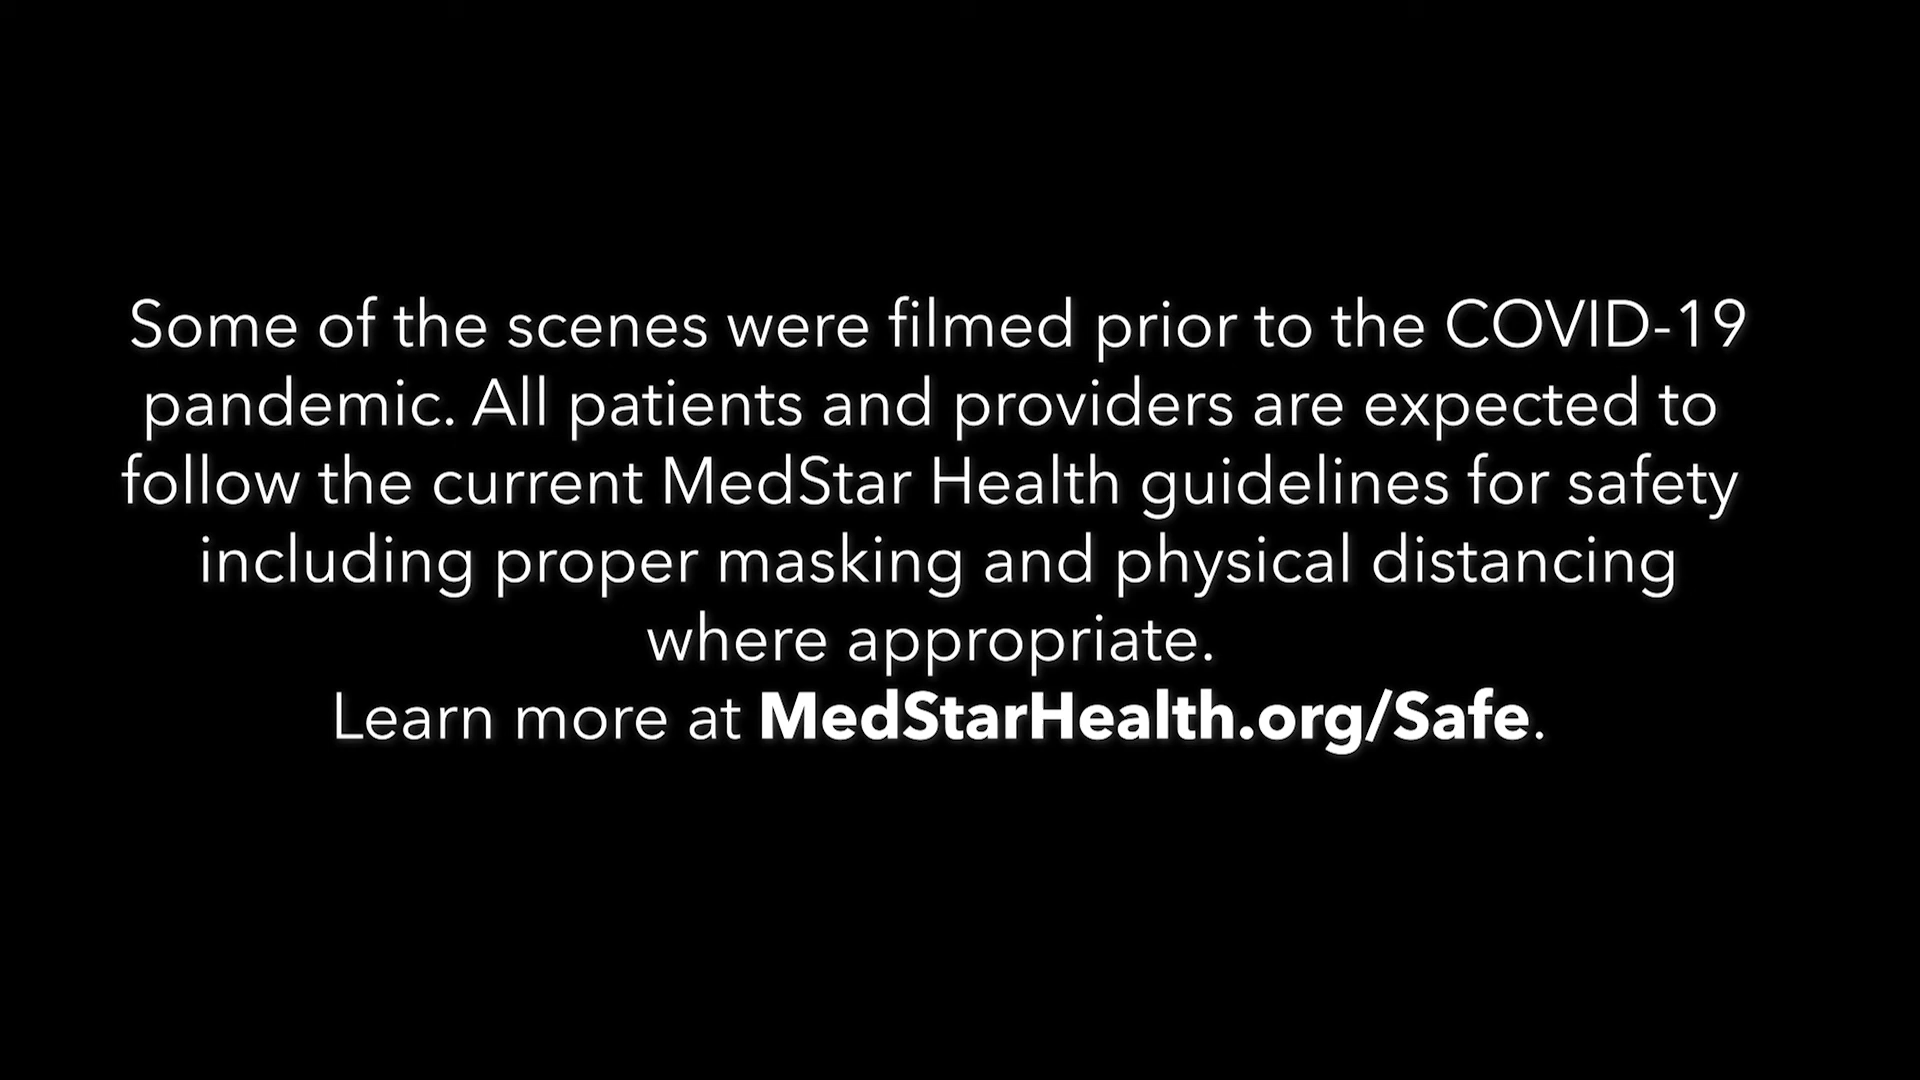 Some of the scenes were filmed prior to the COVID-19
pandemic. All patients and providers are expected to
follow the current MedStar Health guidelines for safety
including proper masking and physical distancing
where appropriate.
Learn more at MedStarHealth.org/Safe.